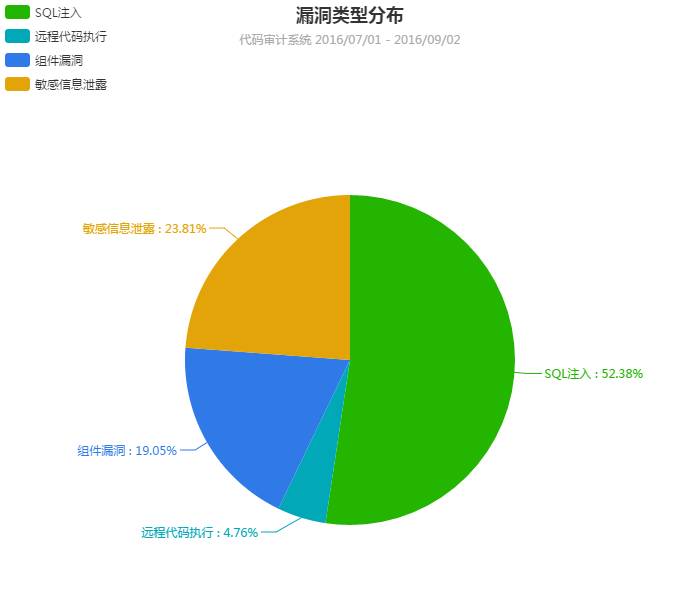 漏洞类型分布
代码审计系统 2016/07/01 - 2016/09/02
SQL注入
远程代码执行
组件漏洞
敏感信息泄露
敏感信息泄露 : 23.81%
SQL注入 : 52.38%
组件漏洞 : 19.05%
远程代码执行 : 4.76%